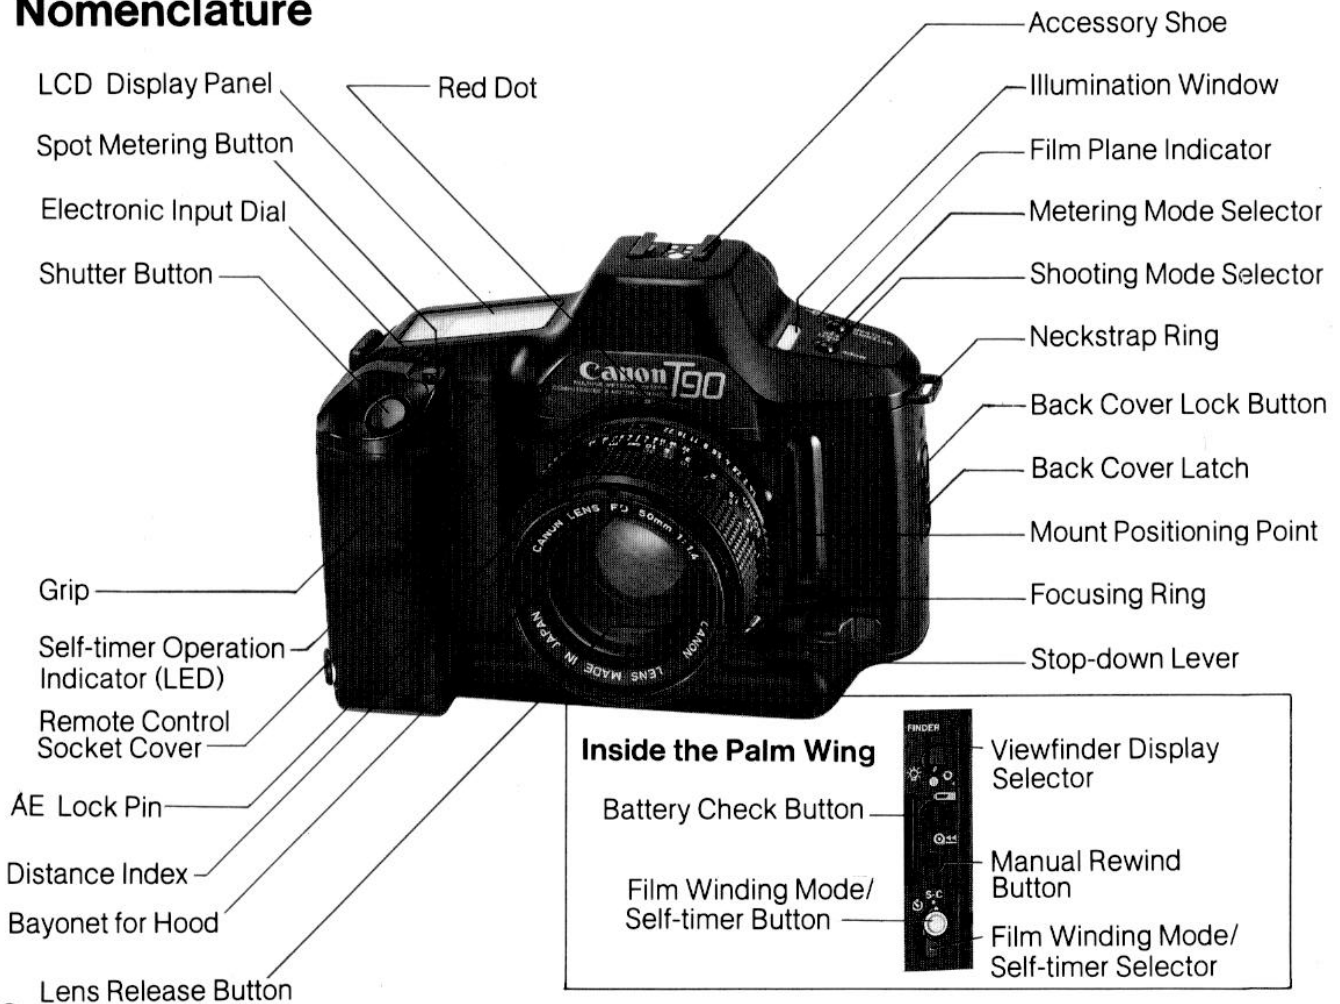 Nomenclature
LCD Display Panel
Spot Metering Button
Electronic Input Dial
Shutter Button
Red Dot
Accessory Shoe
Illumination Window
Film Plane Indicator
Metering Mode Selector
Shooting Mode Selector
Neckstrap Ring
Back Cover Lock Button
Back Cover Latch
Mount Positioning Point
Focusing Ring
Stop-down Lever
Canon T90
CANON LENS FD 50mm 1:1.4
CANON LENS MADE IN JAPAN
Grip
Self-timer Operation
Indicator (LED)
Remote Control
Socket Cover
AE Lock Pin
Distance Index
Bayonet for Hood
Lens Release Button
Inside the Palm Wing
Battery Check Button
Film Winding Mode/
Self-timer Button
FINDER
S-C
Viewfinder Display
Selector
Manual Rewind
Button
Film Winding Mode/
Self-timer Selector